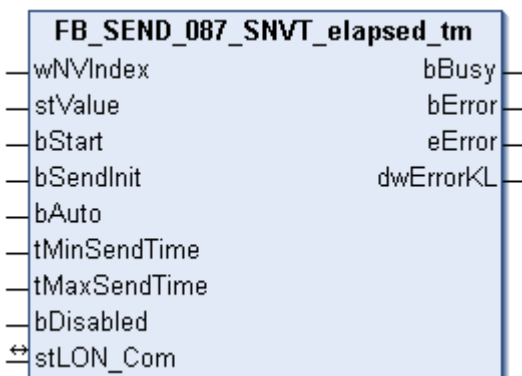 FB_SEND_087_SNVT_elapsed_tm
wNVIndex bBusy
stValue bError
bStart eError
bSendInit dwErrorKL
bAuto
tMinSendTime
tMaxSendTime
bDisabled
stLON_Com